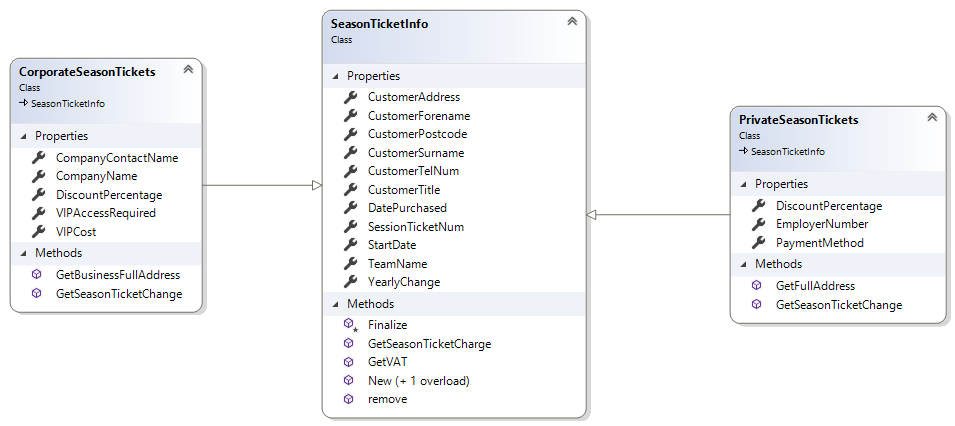 CorporateSeasonTickets
Class
SeasonTicketInfo
Properties
CompanyContactName
CompanyName
DiscountPercentage
VIPAccessRequired
VIPCost
Methods
GetBusinessFullAddress
GetSeasonTicketChange
SeasonTicketInfo
Class
Properties
CustomerAddress
CustomerForename
CustomerPostcode
CustomerSurname
CustomerTelNum
CustomerTitle
DatePurchased
SessionTicketNum
StartDate
TeamName
YearlyChange
Methods
Finalize
GetSeasonTicketCharge
GetVAT
New (+ 1 overload)
remove
PrivateSeasonTickets
Class
SeasonTicketInfo
Properties
DiscountPercentage
EmployerNumber
PaymentMethod
Methods
GetFullAddress
GetSeasonTicketChange